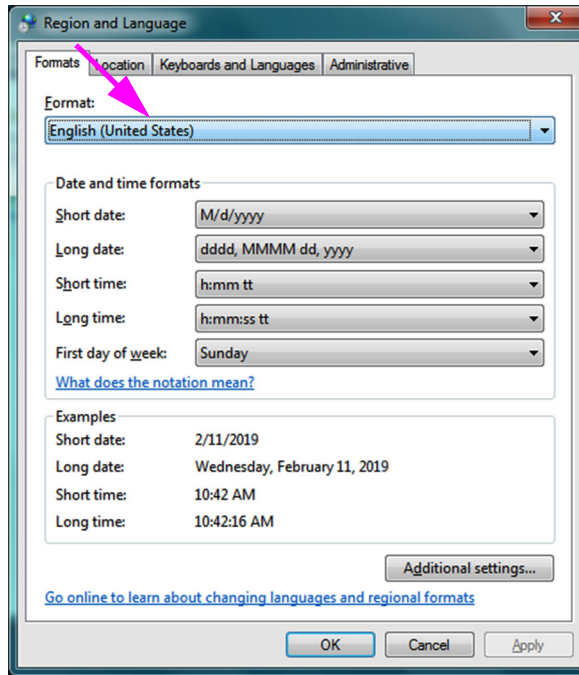 Region and Language
Formats Location Keyboards and Languages Administrative
Format:
English (United States)
Date and time formats
Short date: M/d/yyyy
Long date: dddd, MMMM dd, yyyy
Short time: h:mm tt
Long time: h:mm:ss tt
First day of week: Sunday
What does the notation mean?
Examples
Short date: 2/11/2019
Long date: Wednesday, February 11, 2019
Short time: 10:42 AM
Long time: 10:42:16 AM
Additional settings...
Go online to learn about changing languages and regional formats
OK Cancel Apply